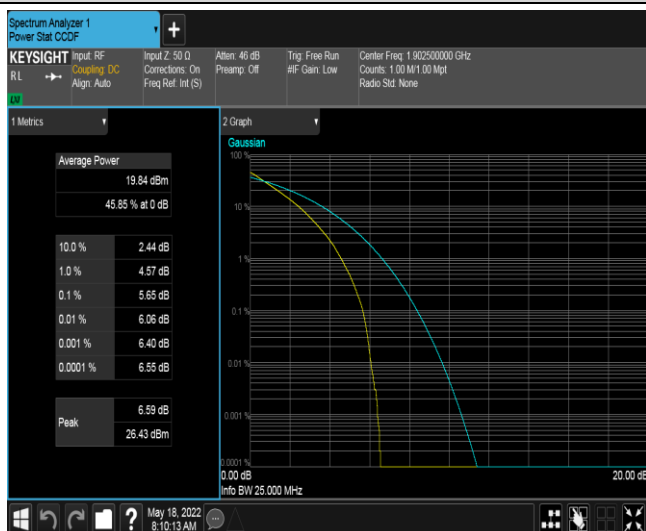 Spectrum Analyzer 1
Power Stat CCDF
+
KEYSIGHT
RL
Input: RF
Coupling: DC
Align: Auto
Input Z: 50 Ω
Corrections: On
Freq Ref: Int (S)
Atten: 46 dB
Preamp: Off
Trig: Free Run
#IF Gain: Low
Center Freq: 1.902500000 GHz
Counts: 1.00 M/1.00 Mpt
Radio Std: None
1 Metrics
Average Power
19.84 dBm
45.85 % at 0 dB
10.0 % 2.44 dB
1.0 % 4.57 dB
0.1 % 5.65 dB
0.01 % 6.06 dB
0.001 % 6.40 dB
0.0001 % 6.55 dB
Peak
6.59 dB
26.43 dBm
2 Graph
Gaussian
100 %
10 %
1 %
0.1 %
0.01 %
0.001 %
0.0001 %
0.00 dB
20.00 dB
Info BW 25.000 MHz
?
May 18, 2022
8:10:13 AM